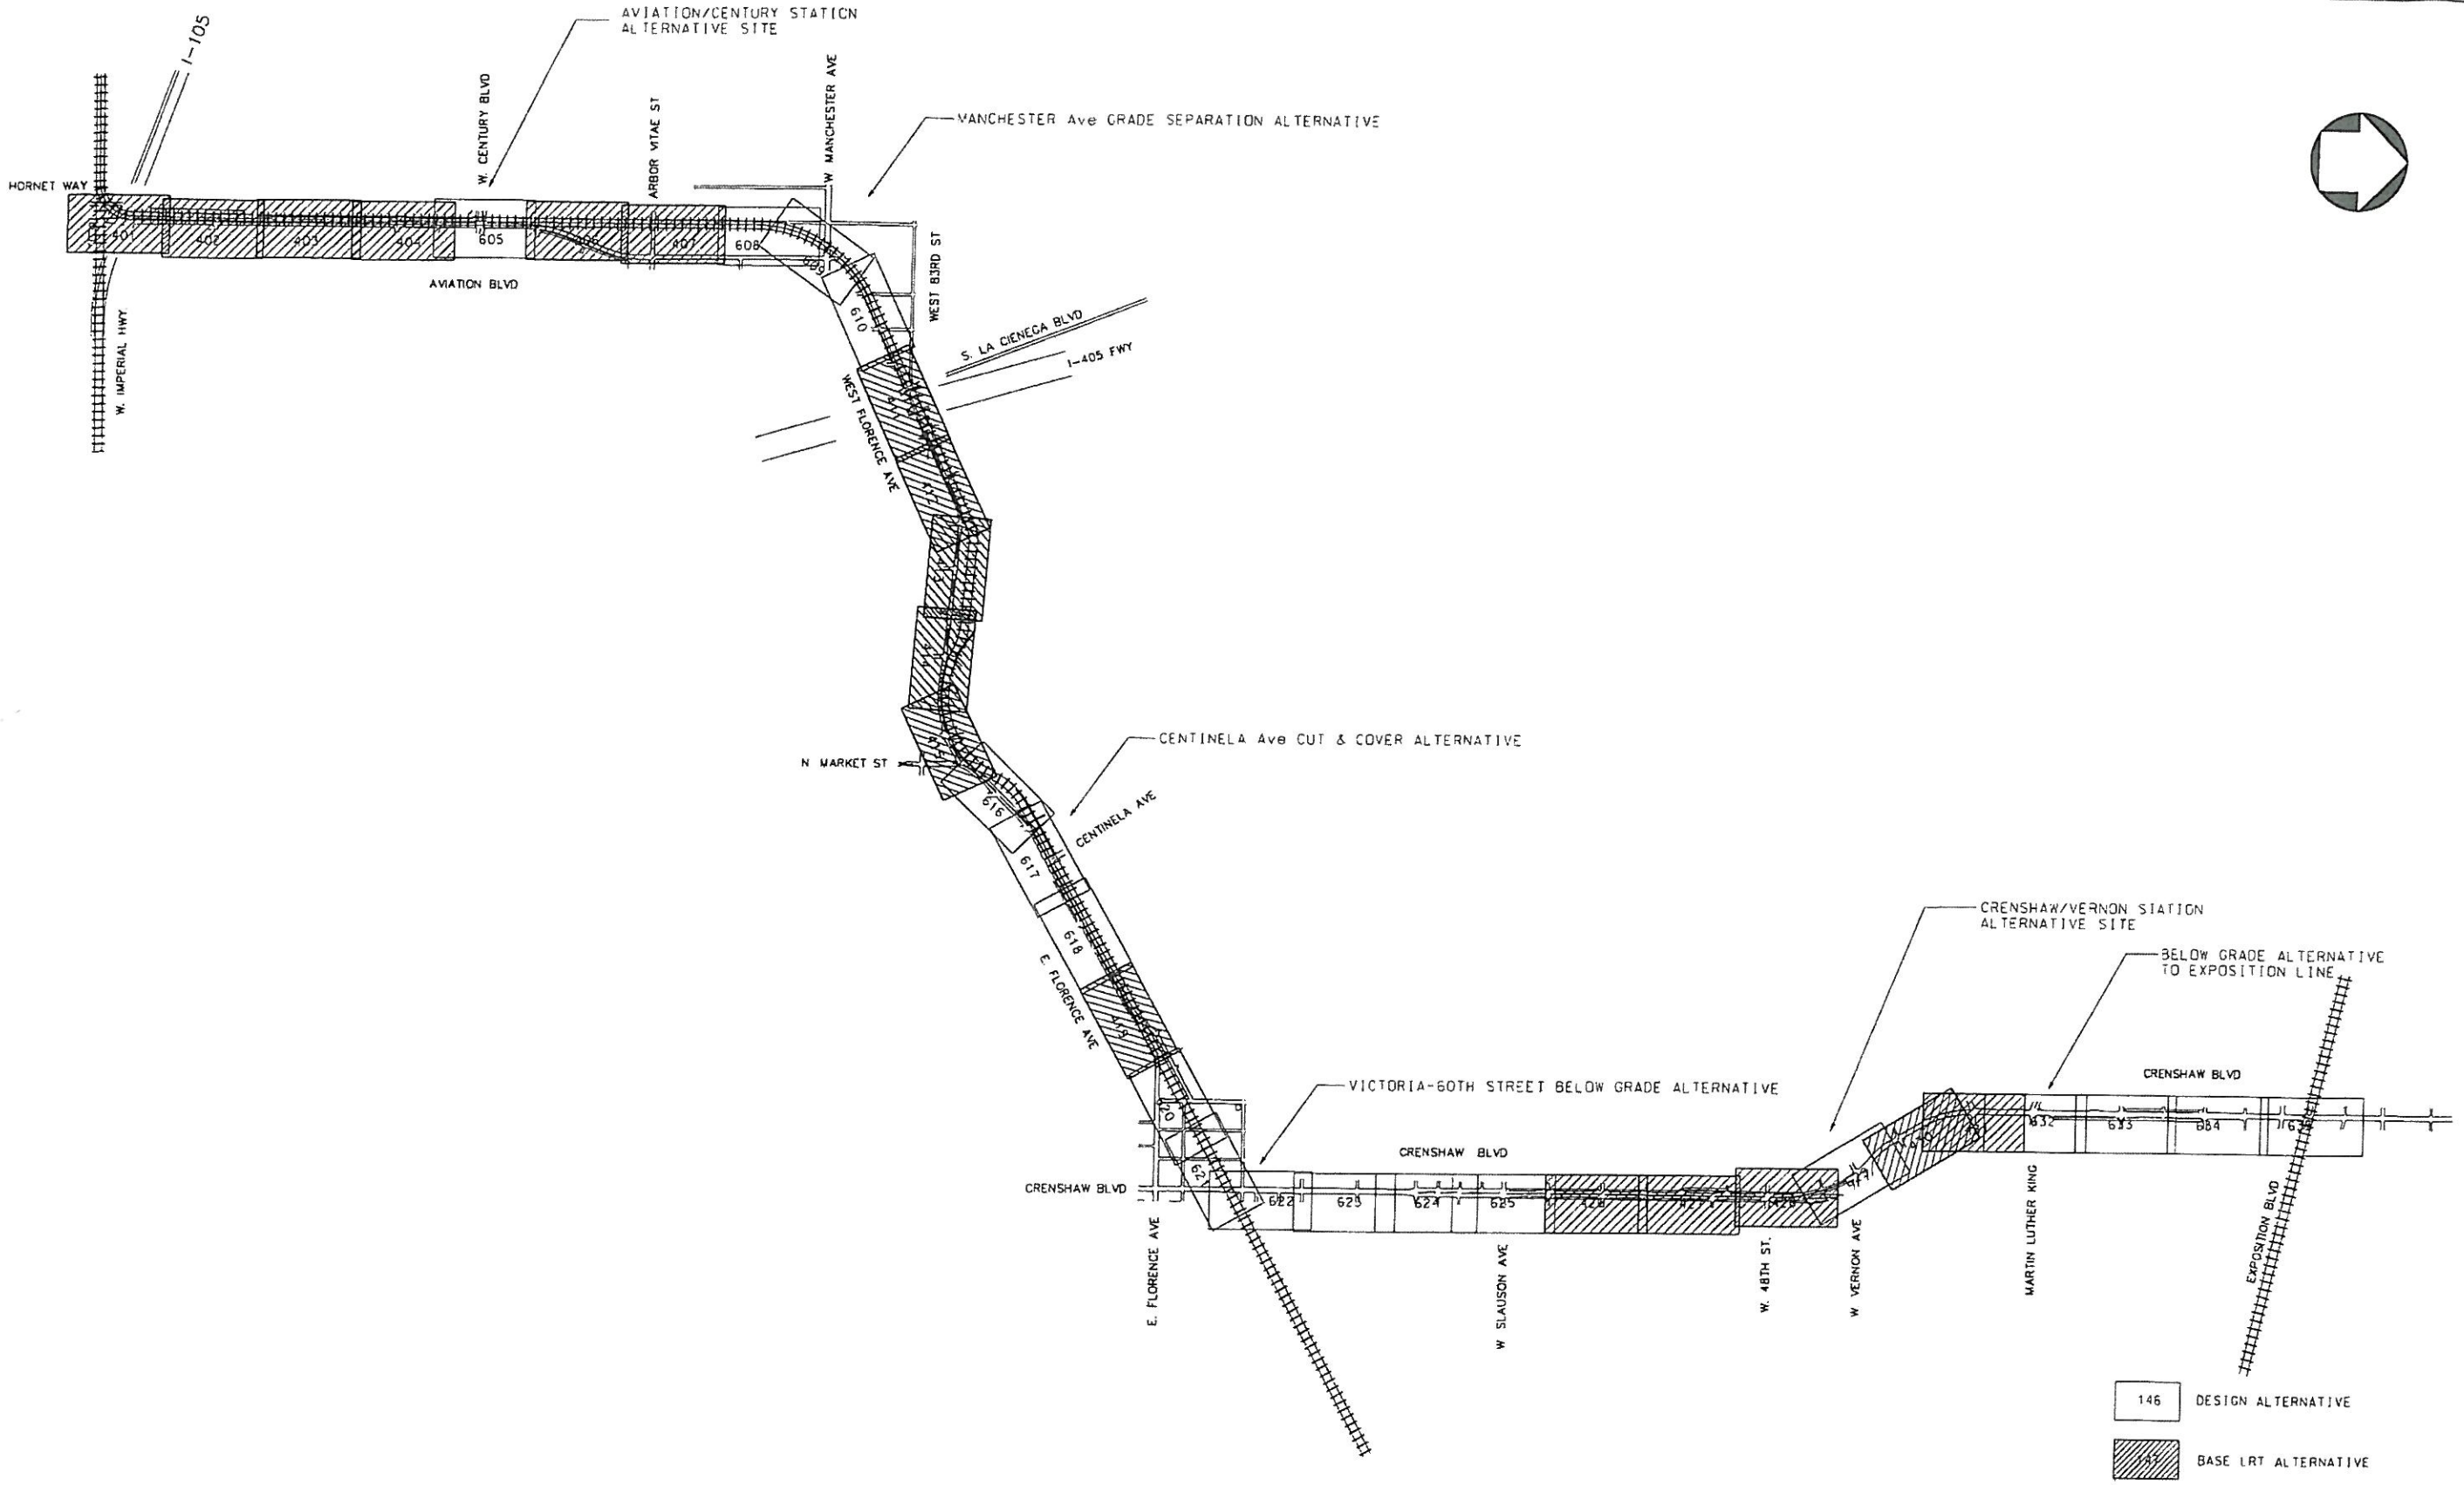 I-105
AVIATION/CENTURY STATION
ALTERNATIVE SITE
W. CENTURY BLVD
ARBOR VITAE ST
W MANCHESTER AVE
MANCHESTER Ave GRADE SEPARATION ALTERNATIVE
HORNET WAY
401
402
403
404
605
407
608
609
610
AVIATION BLVD
W. IMPERIAL HWY.
WEST 83RD ST
S. LA CIENEGA BLVD
I-405 FWY
WEST FLORENCE AVE
N MARKET ST
CENTINELA Ave CUT & COVER ALTERNATIVE
CENTINELA AVE
616
617
618
E. FLORENCE AVE
VICTORIA-60TH STREET BELOW GRADE ALTERNATIVE
CRENSHAW BLVD
CRENSHAW BLVD
622
623
624
625
E. FLORENCE AVE
W SLAUSON AVE
W. 48TH ST.
W VERNON AVE
CRENSHAW/VERNON STATION
ALTERNATIVE SITE
BELOW GRADE ALTERNATIVE
TO EXPOSITION LINE
CRENSHAW BLVD
632
633
634
MARTIN LUTHER KING
EXPOSITION BLVD
146 DESIGN ALTERNATIVE
BASE LRT ALTERNATIVE